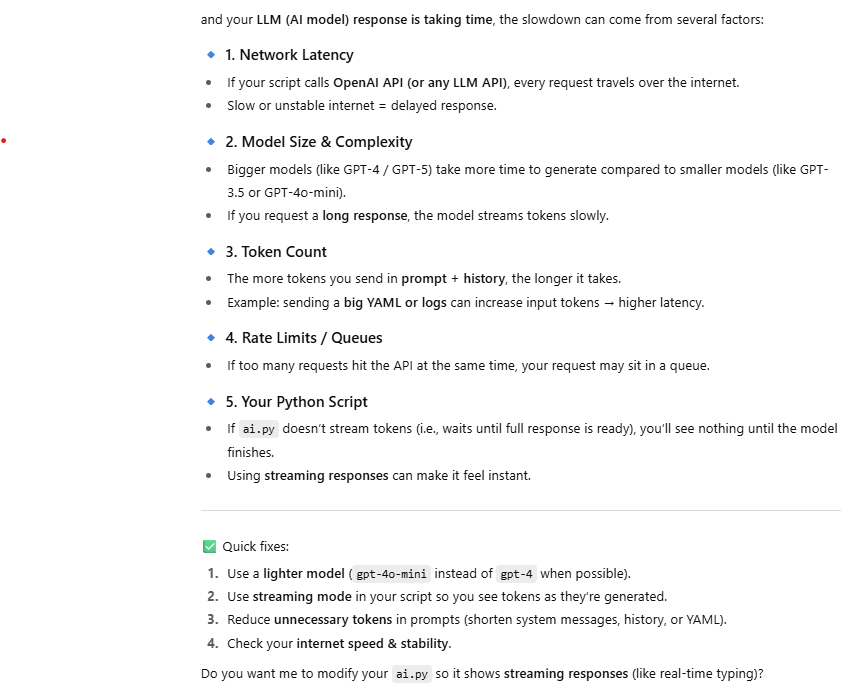 and your LLM (AI model) response is taking time, the slowdown can come from several factors:
1. Network Latency
If your script calls OpenAI API (or any LLM API), every request travels over the internet.
Slow or unstable internet = delayed response.
2. Model Size & Complexity
Bigger models (like GPT-4 / GPT-5) take more time to generate compared to smaller models (like GPT-
3.5 or GPT-4o-mini).
If you request a long response, the model streams tokens slowly.
3. Token Count
The more tokens you send in prompt + history, the longer it takes.
Example: sending a big YAML or logs can increase input tokens → higher latency.
4. Rate Limits / Queues
If too many requests hit the API at the same time, your request may sit in a queue.
5. Your Python Script
If ai.py doesn't stream tokens (i.e., waits until full response is ready), you'll see nothing until the model
finishes.
Using streaming responses can make it feel instant.
✅ Quick fixes:
1. Use a lighter model ( gpt-4o-mini instead of gpt-4 when possible).
2. Use streaming mode in your script so you see tokens as they're generated.
3. Reduce unnecessary tokens in prompts (shorten system messages, history, or YAML).
4. Check your internet speed & stability.
Do you want me to modify your ai.py so it shows streaming responses (like real-time typing)?